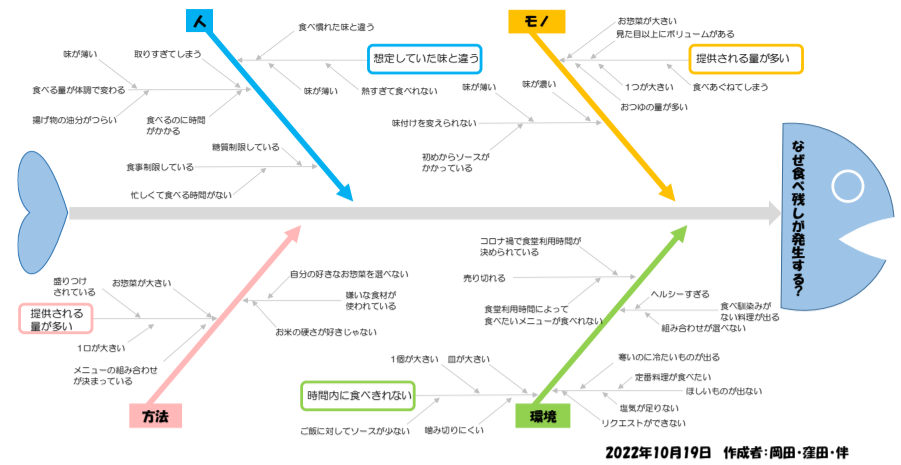 人
食べ慣れた味と違う
想定していた味と違う
味が薄い
熱すぎて食べれない
味が薄い
取りすぎてしまう
食べる量が体調で変わる
揚げ物の油分がつらい
食べるのに時間
がかかる
糖質制限している
食事制限している
忙しくて食べる時間がない
モノ
お惣菜が大きい
見た目以上にボリュームがある
提供される量が多い
1つが大きい
食べあぐねてしまう
おつゆの量が多い
味が薄い
味が濃い
味付けを変えられない
初めからソースが
かかっている
なぜ食べ残しが発生する？
盛りつけ
されている
お惣菜が大きい
提供される
量が多い
1口が大きい
メニューの組み合わせ
が決まっている
自分の好きなお惣菜を選べない
嫌いな食材が
使われている
お米の硬さが好きじゃない
方法
コロナ禍で食堂利用時間が
決められている
売り切れる
食堂利用時間によって
食べたいメニューが食べれない
ヘルシーすぎる
食べ馴染みが
ない料理が出る
組み合わせが選べない
1個が大きい
皿が大きい
時間内に食べきれない
ご飯に対してソースが少ない
噛み切りにくい
寒いのに冷たいものが出る
定番料理が食べたい
ほしいものが出ない
塩気が足りない
リクエストができない
環境
2022年10月19日 作成者：岡田・窪田・伴